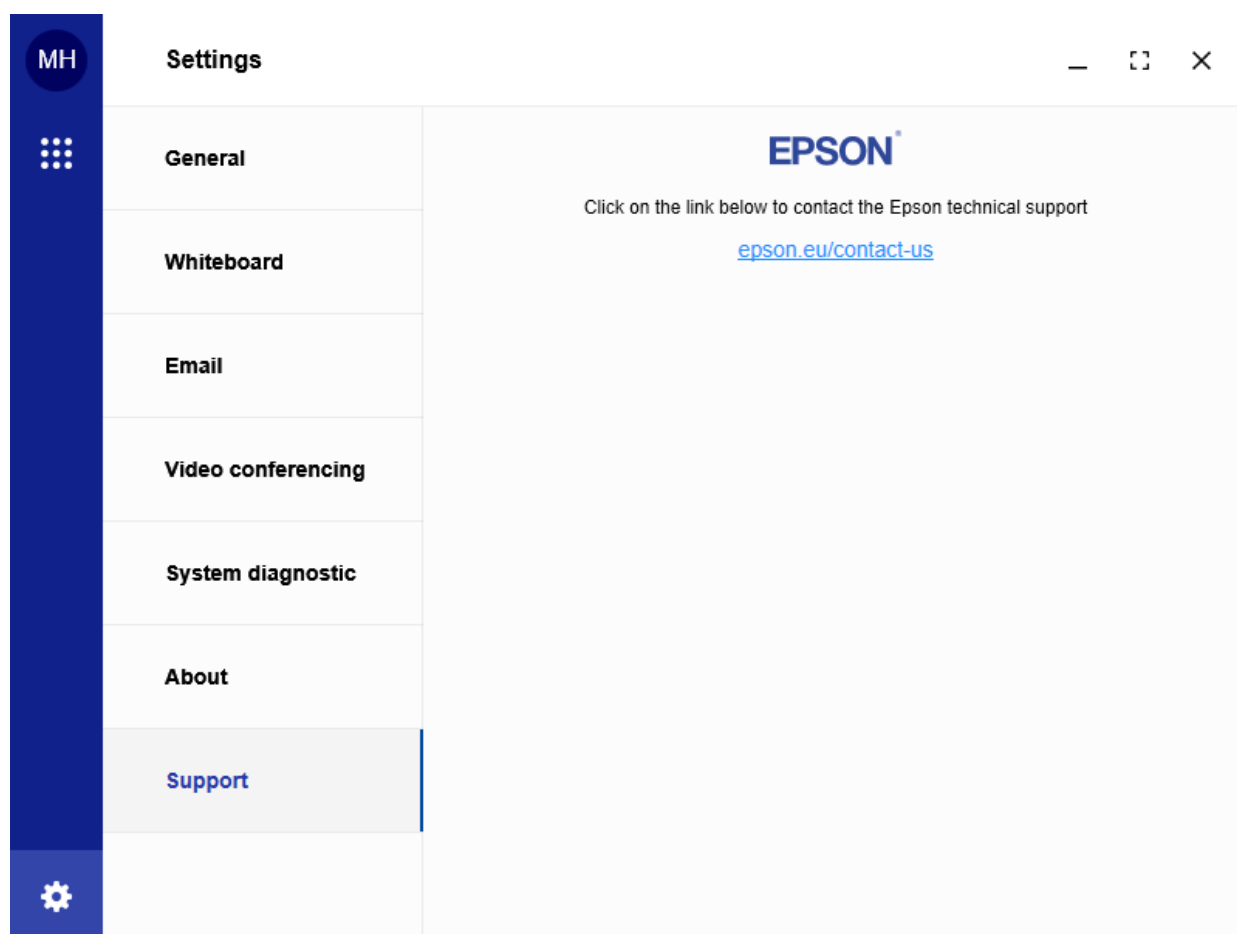 MH
Settings
General
Whiteboard
Email
Video conferencing
System diagnostic
About
Support
EPSON
Click on the link below to contact the Epson technical support
epson.eu/contact-us